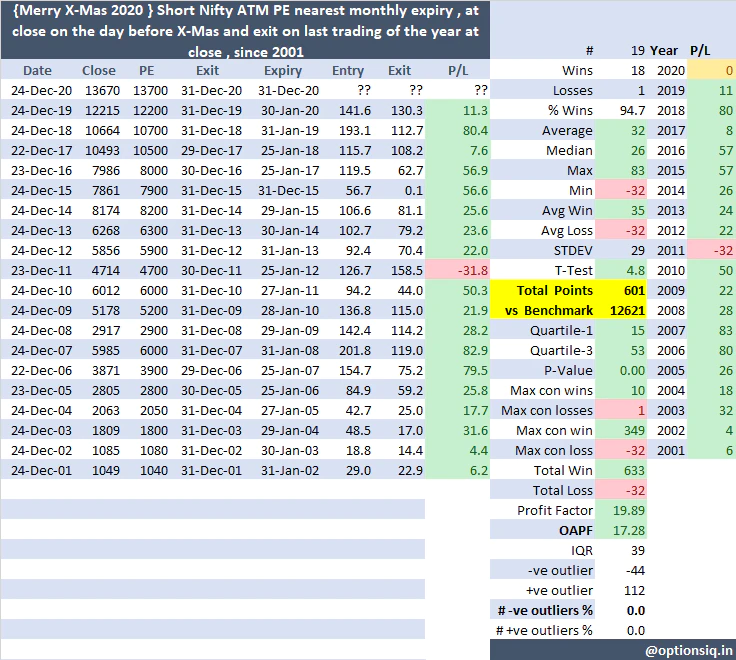 {Merry X-Mas 2020 } Short Nifty ATM PE nearest monthly expiry , at
close on the day before X-Mas and exit on last trading of the year at
close , since 2001
Date Close PE Exit Expiry Entry Exit P/L
24-Dec-20 13670 13700 31-Dec-20 31-Dec-20 ?? ?? ??
24-Dec-19 12215 12200 31-Dec-19 30-Jan-20 141.6 130.3 11.3
24-Dec-18 10664 10700 31-Dec-18 31-Jan-19 193.1 112.7 80.4
22-Dec-17 10493 10500 29-Dec-17 25-Jan-18 115.7 108.2 7.6
23-Dec-16 7986 8000 30-Dec-16 25-Jan-17 119.5 62.7 56.9
24-Dec-15 7861 7900 31-Dec-15 31-Dec-15 56.7 0.1 56.6
24-Dec-14 8174 8200 31-Dec-14 29-Jan-15 106.6 81.1 25.6
24-Dec-13 6268 6300 31-Dec-13 30-Jan-14 102.7 79.2 23.6
24-Dec-12 5856 5900 31-Dec-12 31-Jan-13 92.4 70.4 22.0
23-Dec-11 4714 4700 30-Dec-11 25-Jan-12 126.7 158.5 -31.8
24-Dec-10 6012 6000 31-Dec-10 27-Jan-11 94.2 44.0 50.3
24-Dec-09 5178 5200 31-Dec-09 28-Jan-10 136.8 115.0 21.9
24-Dec-08 2917 2900 31-Dec-08 29-Jan-09 142.4 114.2 28.2
24-Dec-07 5985 6000 31-Dec-07 31-Jan-08 201.8 119.0 82.9
22-Dec-06 3871 3900 29-Dec-06 25-Jan-07 154.7 75.2 79.5
23-Dec-05 2805 2800 30-Dec-05 25-Jan-06 84.9 59.2 25.8
24-Dec-04 2063 2050 31-Dec-04 27-Jan-05 42.7 25.0 17.7
24-Dec-03 1809 1800 31-Dec-03 29-Jan-04 48.5 17.0 31.6
24-Dec-02 1085 1080 31-Dec-02 30-Jan-03 18.8 14.4 4.4
24-Dec-01 1049 1040 31-Dec-01 31-Jan-02 29.0 22.9 6.2
# 19 Year P/L
Wins 18 2020 0
Losses 1 2019 11
% Wins 94.7 2018 80
Average 32 2017 8
Median 26 2016 57
Max 83 2015 57
Min -32 2014 26
Avg Win 35 2013 24
Avg Loss -32 2012 22
STDEV 29 2011 -32
T-Test 4.8 2010 50
Total Points 601 2009 22
vs Benchmark 12621 2008 28
Quartile-1 15 2007 83
Quartile-3 53 2006 80
P-Value 0.00 2005 26
Max con wins 10 2004 18
Max con losses 1 2003 32
Max con win 349 2002 4
Max con loss -32 2001 6
Total Win 633
Total Loss -32
Profit Factor 19.89
OAPF 17.28
IQR 39
-ve outlier -44
+ve outlier 112
# -ve outliers % 0.0
# +ve outliers % 0.0
@optionsiq.in